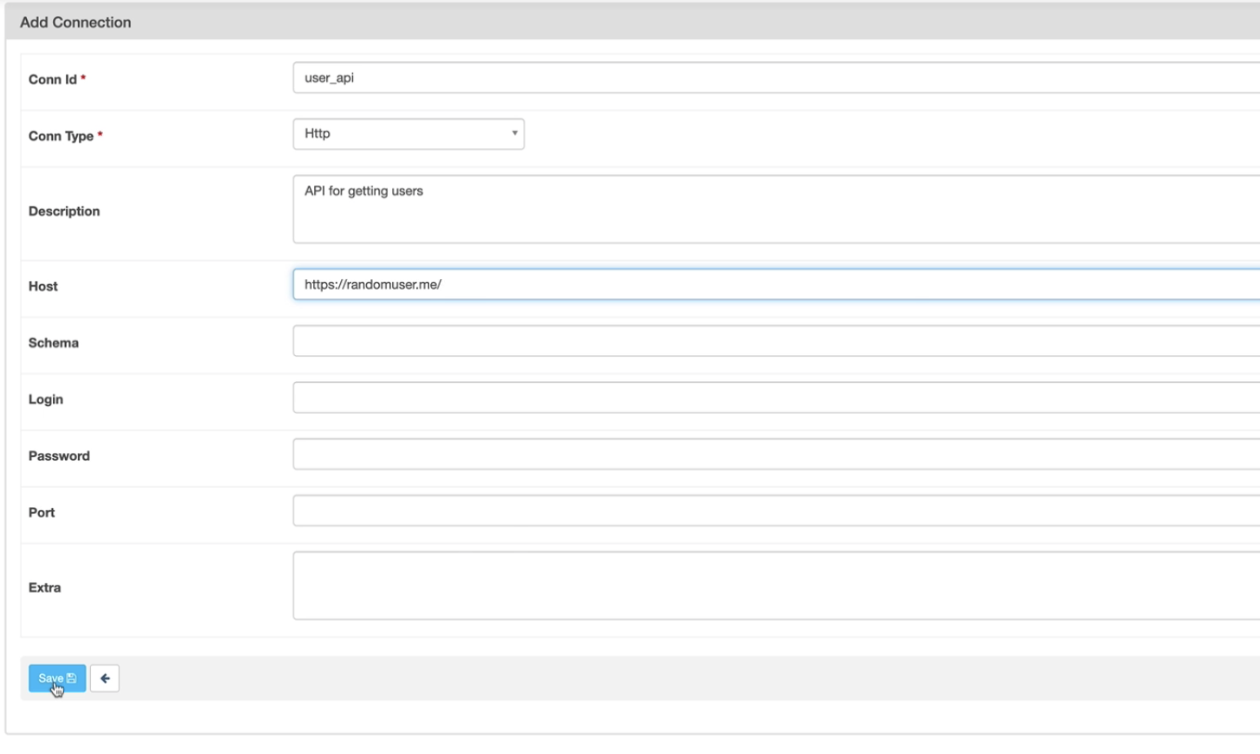 Add Connection
Conn Id * user_api
Conn Type * Http
Description API for getting users
Host https://randomuser.me/
Schema
Login
Password
Port
Extra
Save